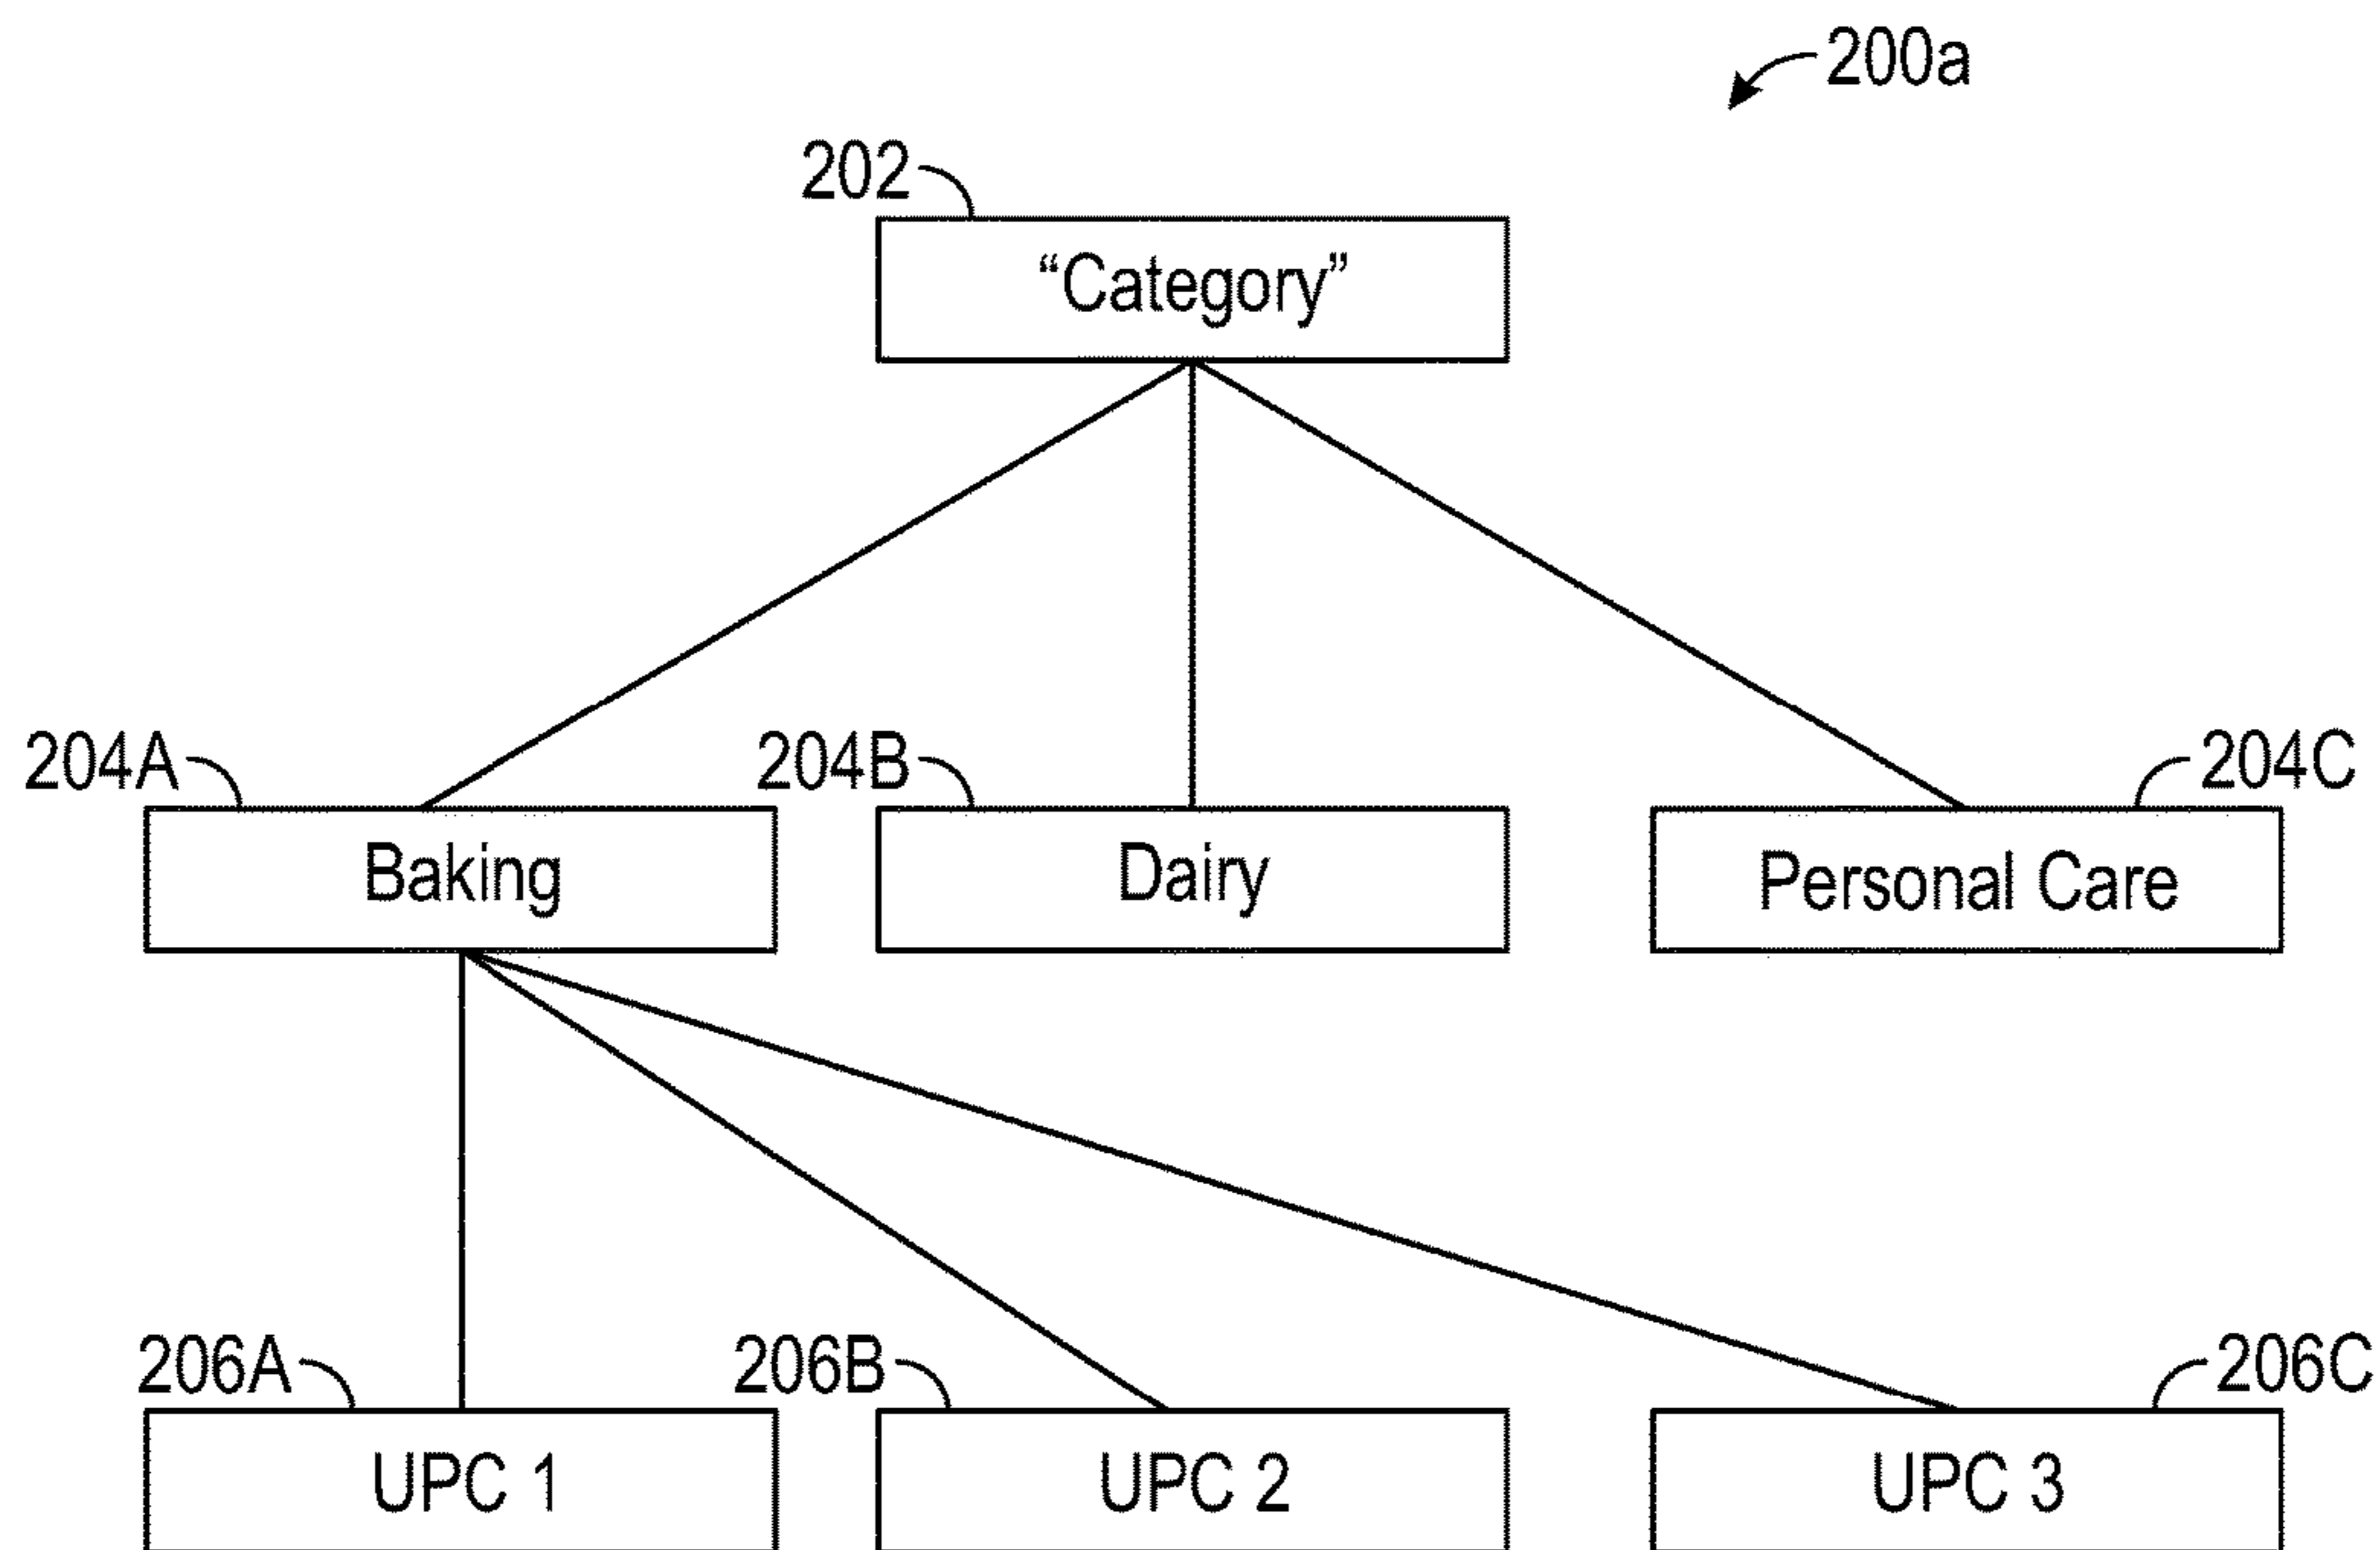 200a
202
“Category”
204A
204B
204C
Baking
Dairy
Personal Care
206A
206B
206C
UPC 1
UPC 2
UPC 3